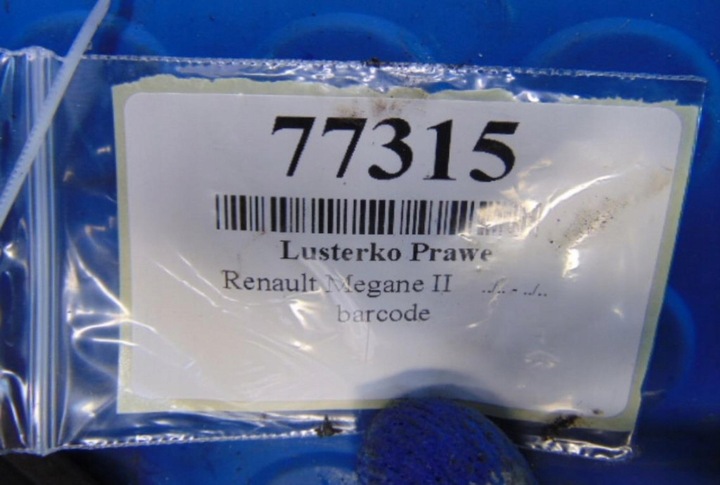 77315
Lusterko Prawe
Renault Megane II ../.. - ../..
barcode